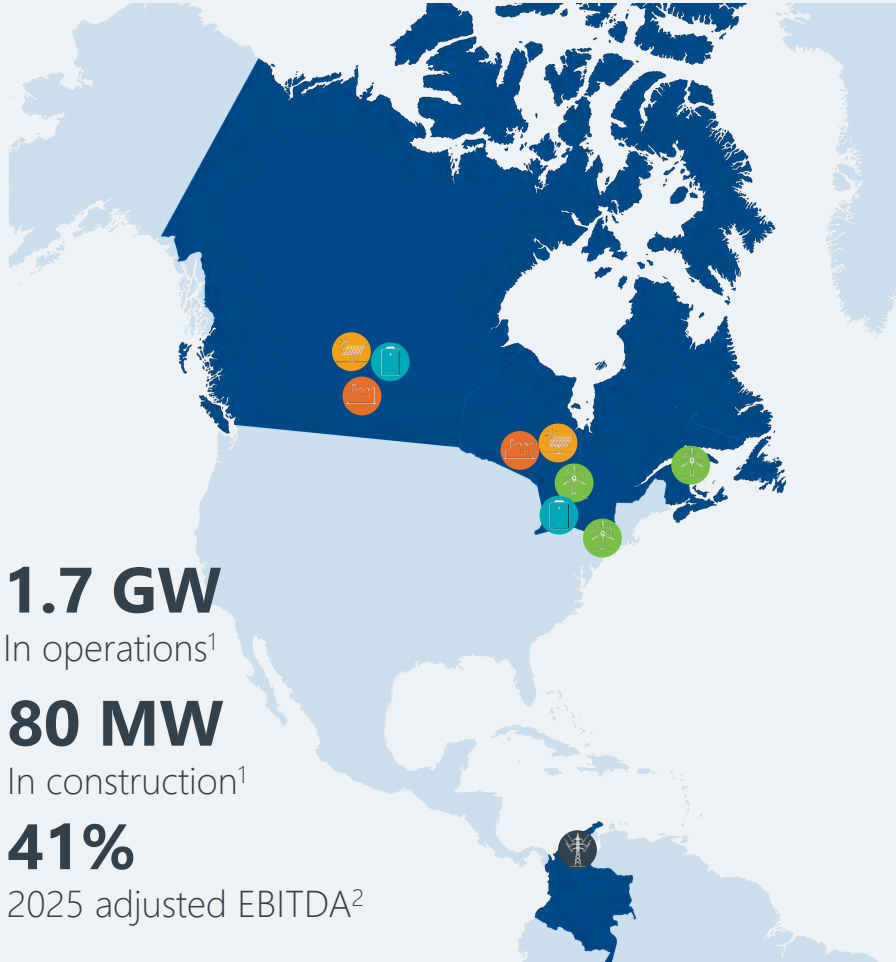 1.7 GW
In operations1
80 MW
In construction1
41%
2025 adjusted EBITDA2